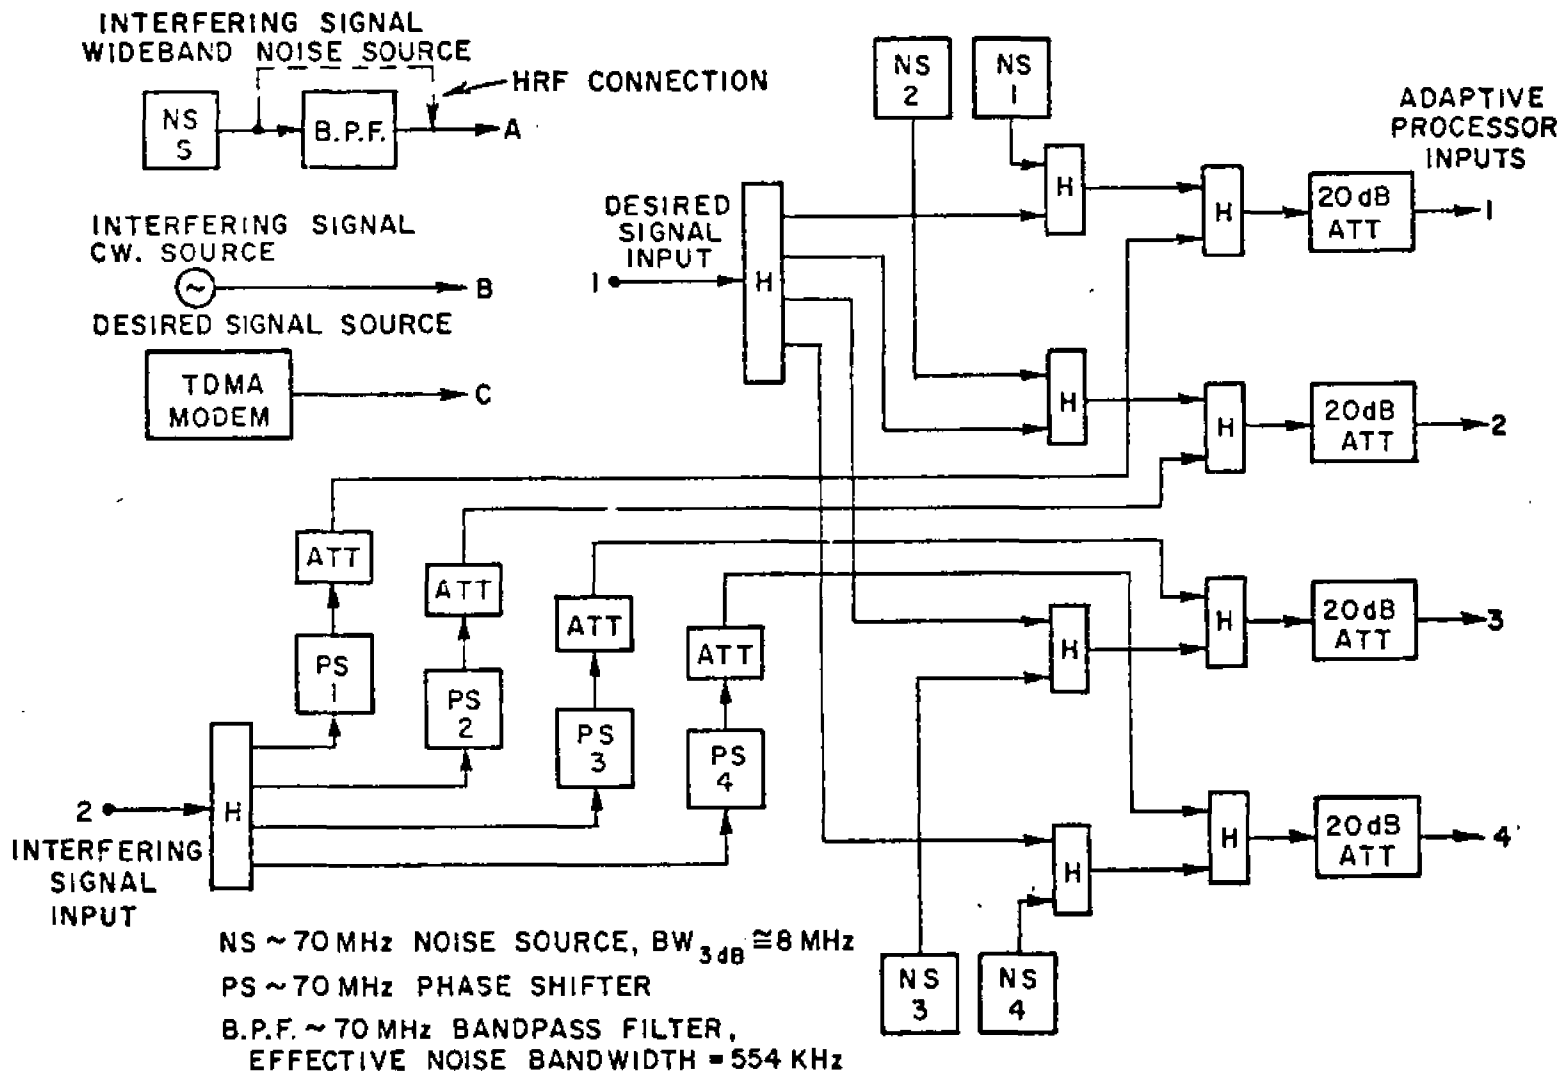 INTERFERING SIGNAL
WIDEBAND NOISE SOURCE
HRF CONNECTION
NS
S
B.P.F.
A
INTERFERING SIGNAL
CW. SOURCE
~
B
DESIRED SIGNAL SOURCE
TDMA
MODEM
C
NS
2
NS
1
ADAPTIVE
PROCESSOR
INPUTS
DESIRED
SIGNAL
INPUT
1
H
H
H
20 dB
ATT
1
H
H
20dB
ATT
2
ATT
ATT
ATT
ATT
PS
1
PS
2
PS
3
PS
4
H
H
20dB
ATT
3
2
H
INTERFERING
SIGNAL
INPUT
H
H
20dB
ATT
4
NS
3
NS
4
NS ~ 70 MHz NOISE SOURCE, BW3dB ≅ 8 MHz
PS ~ 70 MHz PHASE SHIFTER
B.P.F. ~ 70 MHz BANDPASS FILTER,
EFFECTIVE NOISE BANDWIDTH = 554 KHz